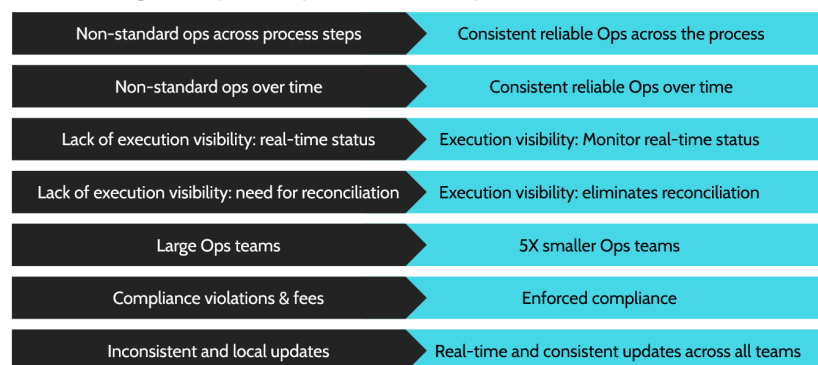 Non-standard ops across process steps
Consistent reliable Ops across the process
Non-standard ops over time
Consistent reliable Ops over time
Lack of execution visibility: real-time status
Execution visibility: Monitor real-time status
Lack of execution visibility: need for reconciliation
Execution visibility: eliminates reconciliation
Large Ops teams
5X smaller Ops teams
Compliance violations & fees
Enforced compliance
Inconsistent and local updates
Real-time and consistent updates across all teams